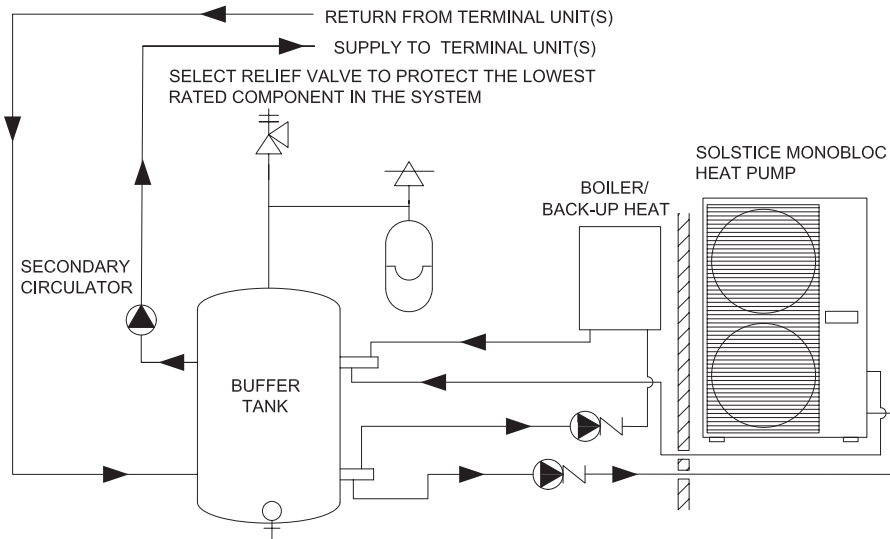 RETURN FROM TERMINAL UNIT(S)
SUPPLY TO TERMINAL UNIT(S)
SELECT RELIEF VALVE TO PROTECT THE LOWEST
RATED COMPONENT IN THE SYSTEM
SOLSTICE MONOBLOC
HEAT PUMP
BOILER/
BACK-UP HEAT
SECONDARY
CIRCULATOR
BUFFER
TANK